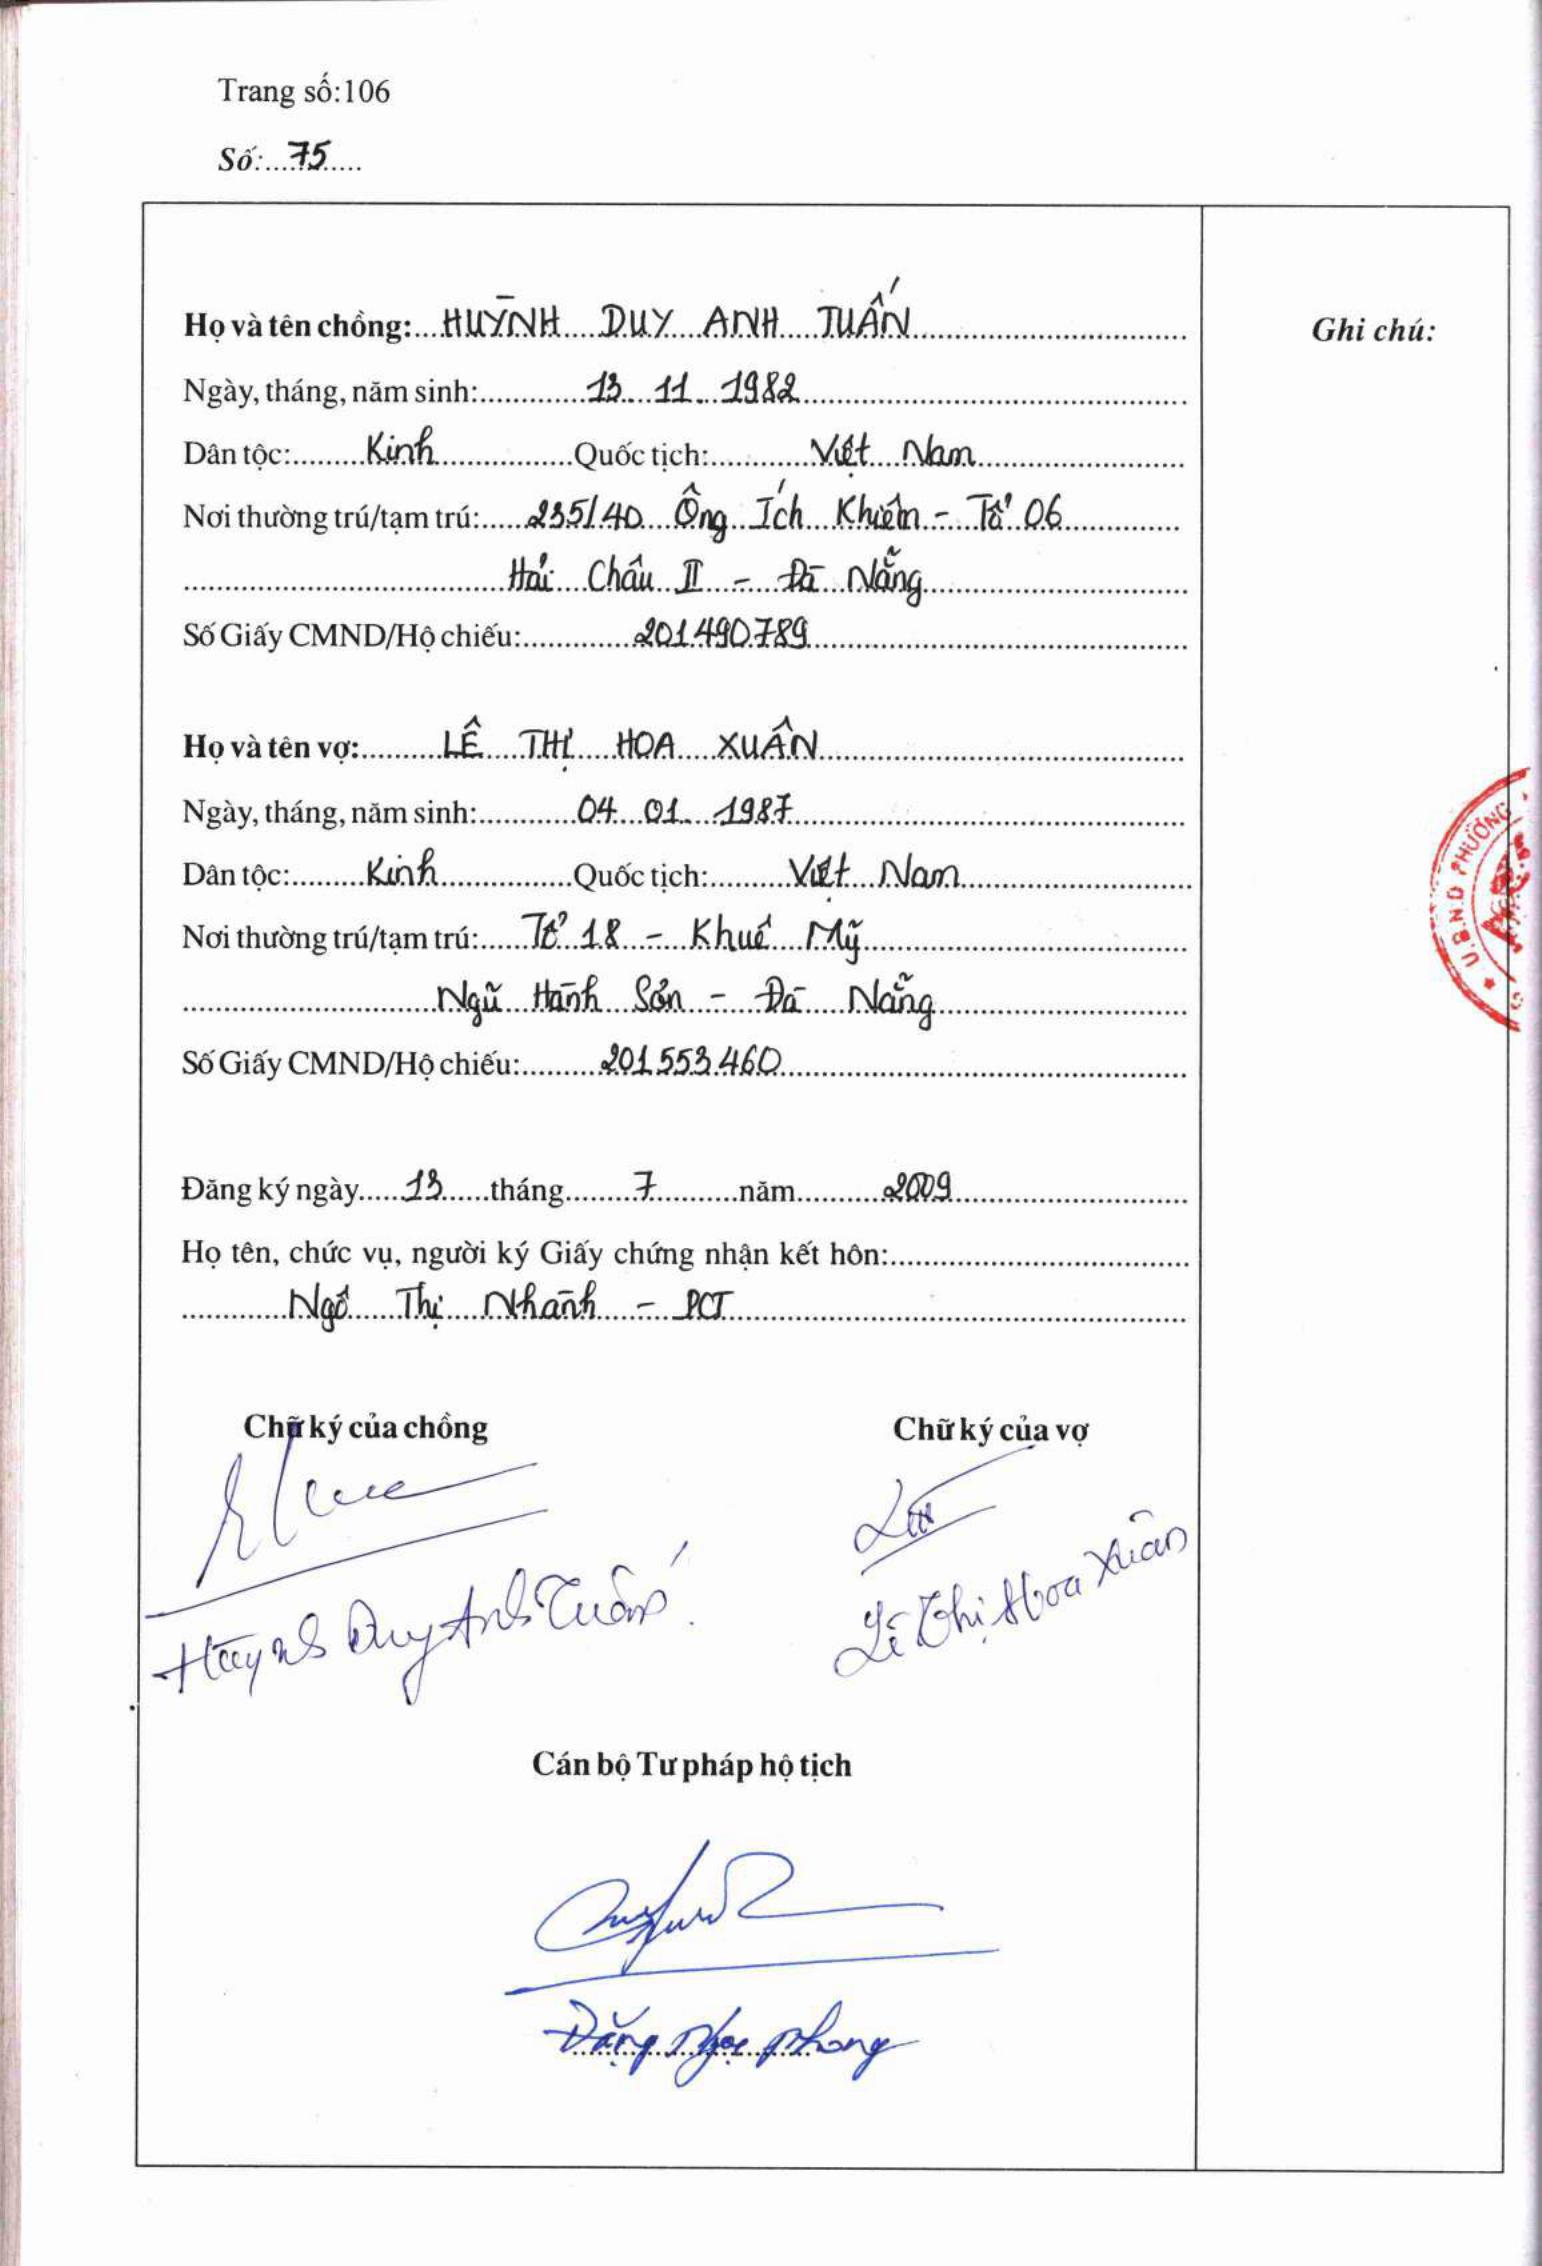 Trang số:106
Số: 75
Họ và tên chồng: HUỲNH DUY ANH TUẤN
Ghi chú:
Ngày, tháng, năm sinh: 13 11 1982
Dân tộc: Kinh Quốc tịch: Việt Nam
Nơi thường trú/tạm trú: 235/40 Ông Ích Khiêm - Tổ 06
Hải Châu II - Đà Nẵng
Số Giấy CMND/Hộ chiếu: 201490789
Họ và tên vợ: LÊ THỊ HOA XUÂN
Ngày, tháng, năm sinh: 04 01 1987
Dân tộc: Kinh Quốc tịch: Việt Nam
Nơi thường trú/tạm trú: Tổ 18 - Khuê Mỹ
Ngũ Hành Sơn - Đà Nẵng
Số Giấy CMND/Hộ chiếu: 201553460
U.B.N.D PHƯỜNG
Đăng ký ngày 13 tháng 7 năm 2009
Họ tên, chức vụ, người ký Giấy chứng nhận kết hôn:
Ngô Thị Nhành - PCT
Chữ ký của chồng Chữ ký của vợ
Huỳnh Duy Anh Tuấn
Lê Thị Hoa Xuân
Cán bộ Tư pháp hộ tịch
Đặng Ngọc Phong